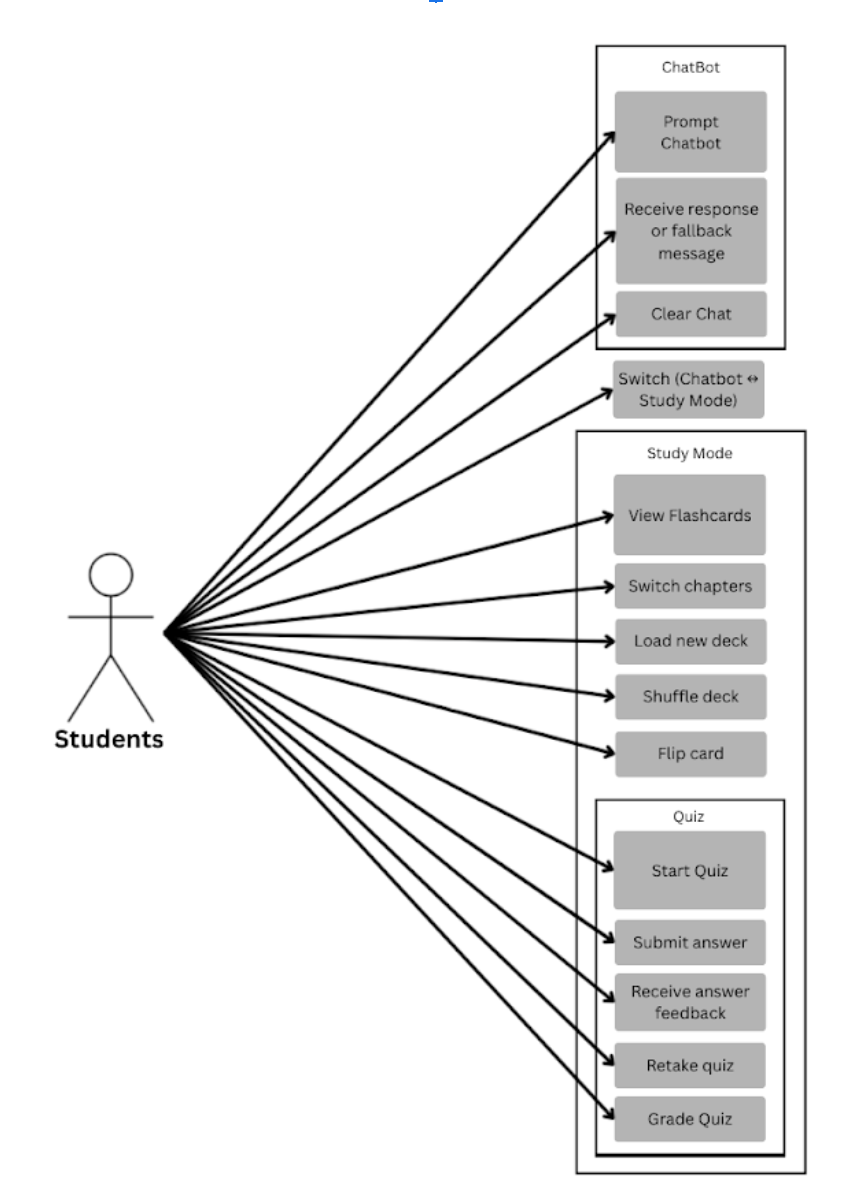 ChatBot
Prompt
Chatbot
Receive response
or fallback
message
Clear Chat
Switch (Chatbot ↔
Study Mode)
Study Mode
View Flashcards
Switch chapters
Load new deck
Shuffle deck
Flip card
Students
Quiz
Start Quiz
Submit answer
Receive answer
feedback
Retake quiz
Grade Quiz